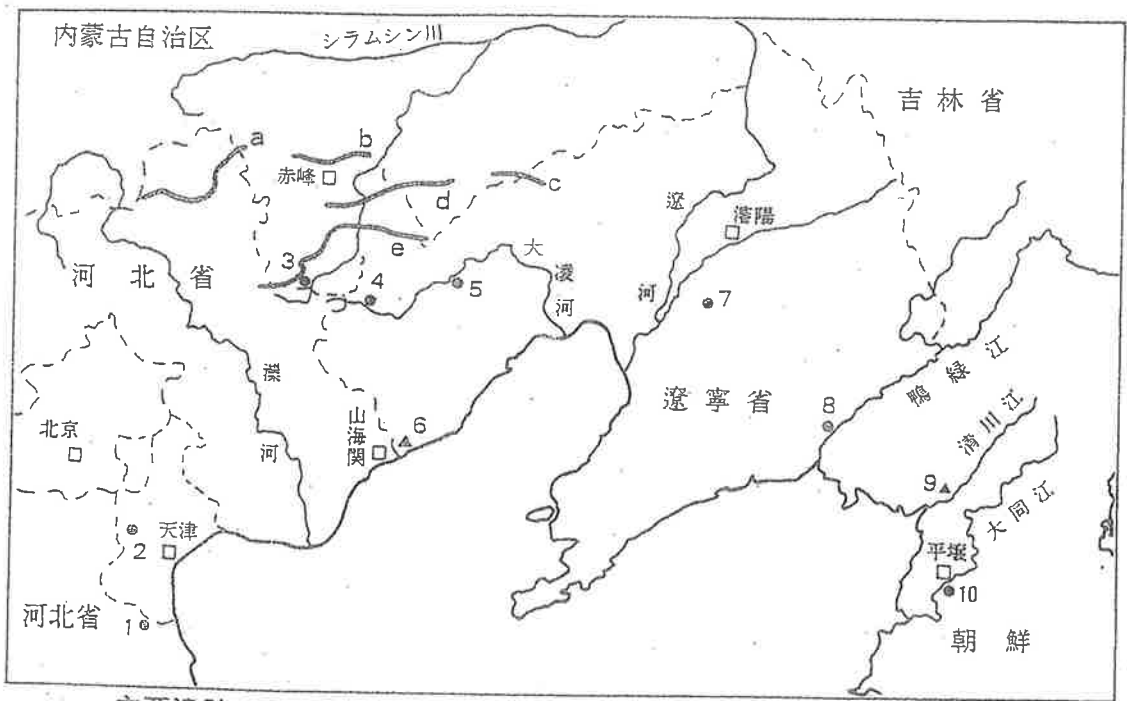 内蒙古自治区
シラムシン川
吉林省
a
b
赤峰
c
d
e
遼河
瀋陽
大凌河
河北省
3
4
5
7
灤河
遼寧省
鴨緑江
8
清川江
北京
山海関
6
9
大同江
2
天津
平壌
10
河北省
1
朝鮮